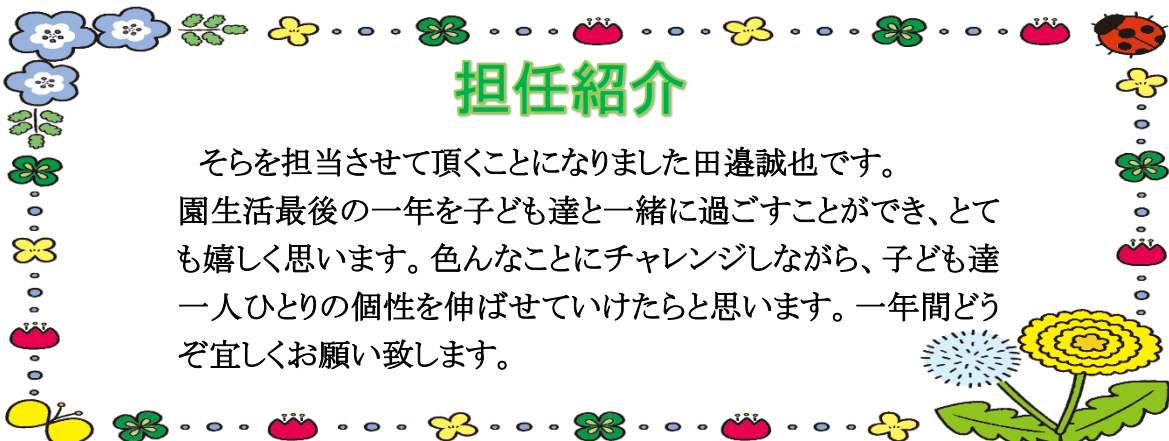 担任紹介
そらを担当させて頂くことになりました田邉誠也です。
園生活最後の一年を子ども達と一緒に過ごすことができ、とて
も嬉しく思います。色んなことにチャレンジしながら、子ども達
一人ひとりの個性を伸ばせていけたらと思います。一年間どう
ぞ宜しくお願い致します。